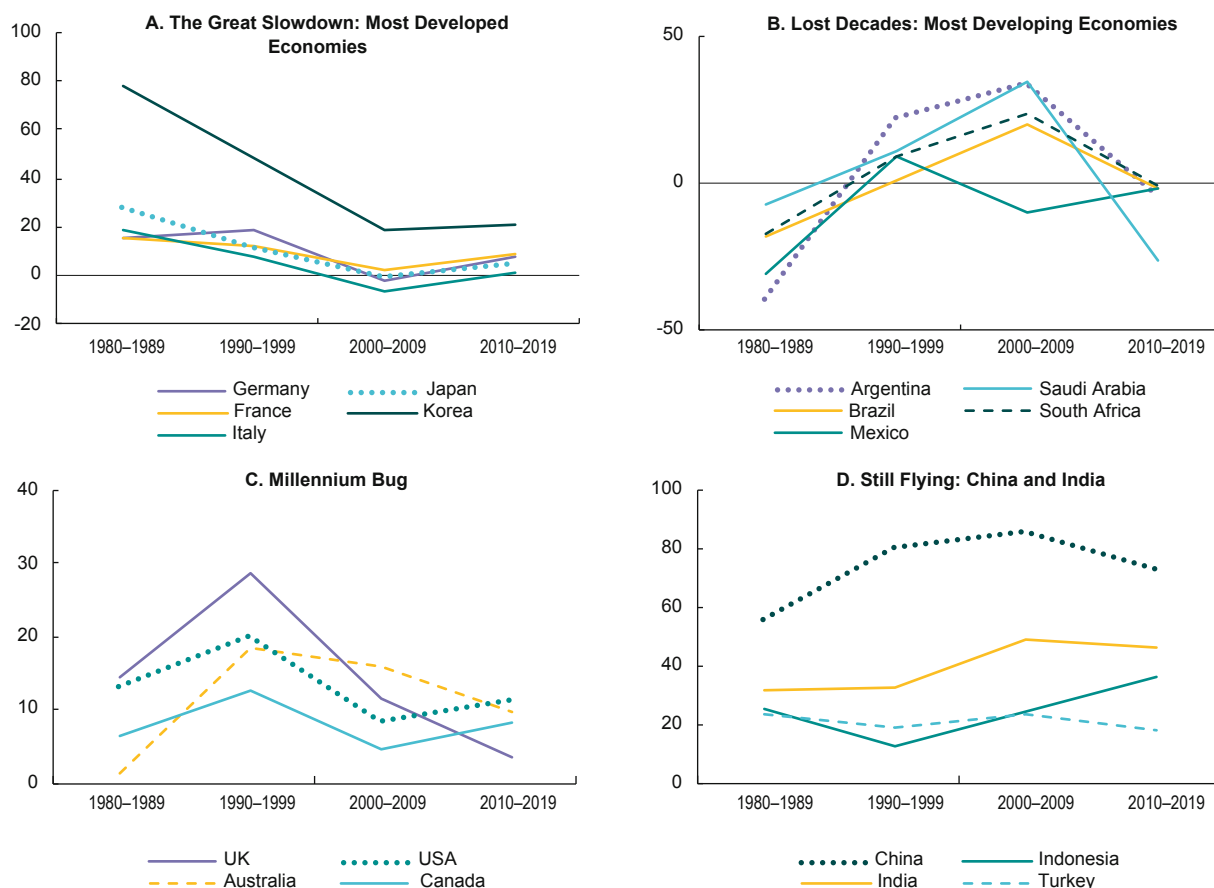 A. The Great Slowdown: Most Developed
Economies
100
80
60
40
20
0
-20
1980–1989
1990–1999
2000–2009
2010–2019
Germany
Japan
France
Korea
Italy
B. Lost Decades: Most Developing Economies
50
0
-50
1980–1989
1990–1999
2000–2009
2010–2019
Argentina
Saudi Arabia
Brazil
South Africa
Mexico
C. Millennium Bug
40
30
20
10
0
1980–1989
1990–1999
2000–2009
2010–2019
UK
USA
Australia
Canada
D. Still Flying: China and India
100
80
60
40
20
0
1980–1989
1990–1999
2000–2009
2010–2019
China
Indonesia
India
Turkey